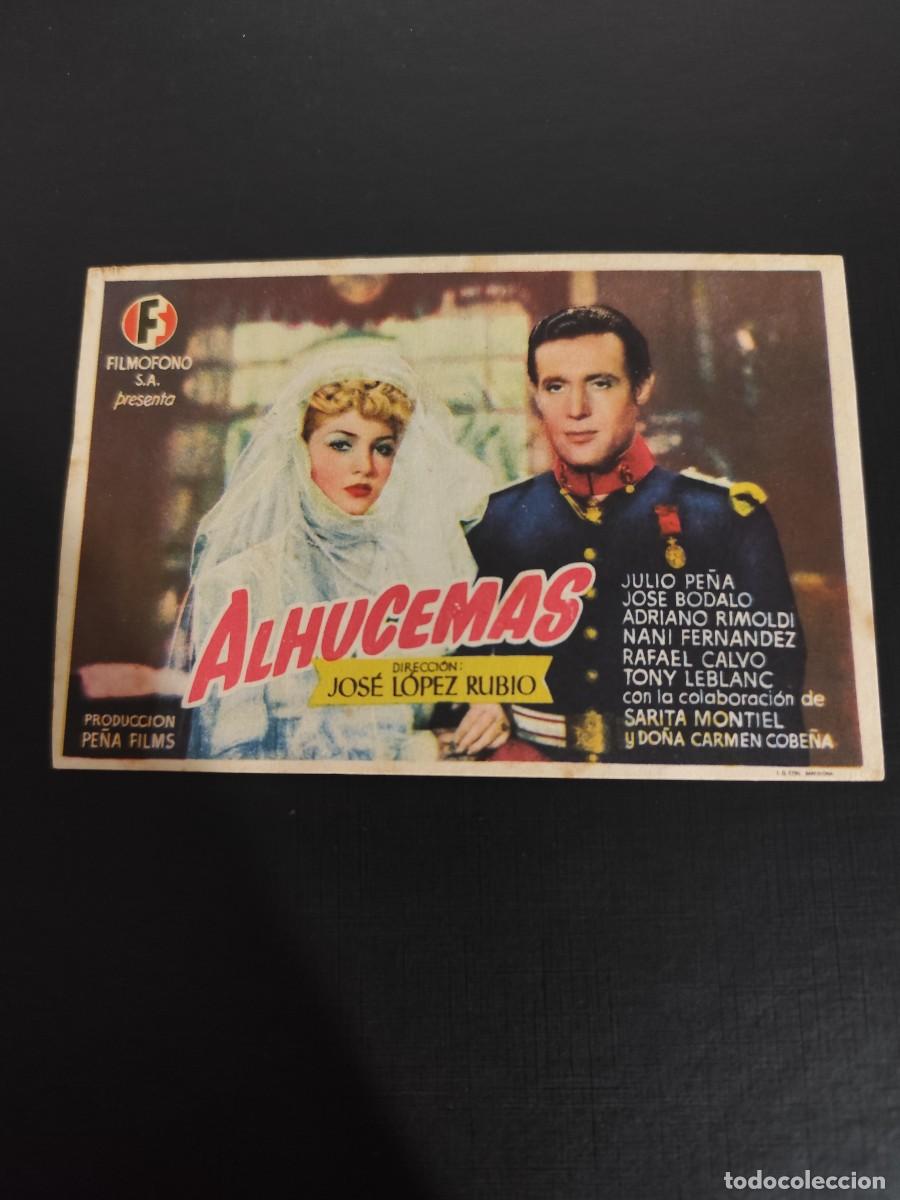 FS
FILMOFONO
S.A.
presenta
ALHUCEMAS
DIRECCIÓN:
JOSÉ LÓPEZ RUBIO
PRODUCCION
PEÑA FILMS
JULIO PEÑA
JOSE BODALO
ADRIANO RIMOLDI
NANI FERNANDEZ
RAFAEL CALVO
TONY LEBLANC
con la colaboración de
SARITA MONTIEL
y DOÑA CARMEN COBEÑA
BARCELONA
todocoleccion